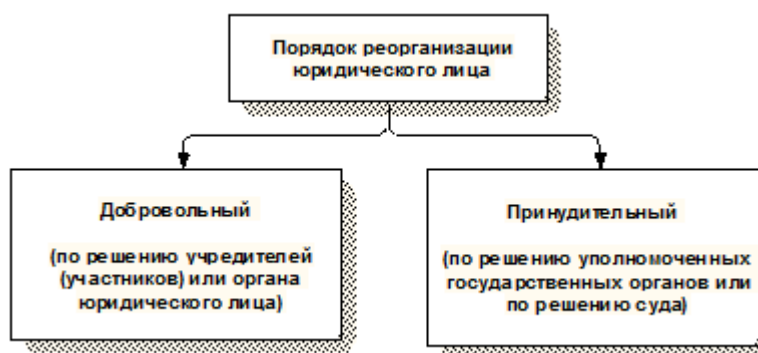 Порядок реорганизации
юридического лица
Добровольный
(по решению учредителей
(участников) или органа
юридического лица)
Принудительный
(по решению уполномоченных
государственных органов или
по решению суда)